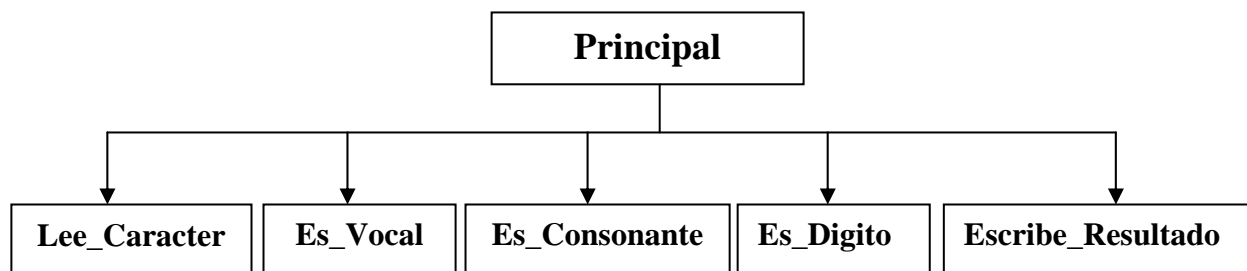 Principal
Lee_Caracter
Es_Vocal
Es_Consonante
Es_Digito
Escribe_Resultado